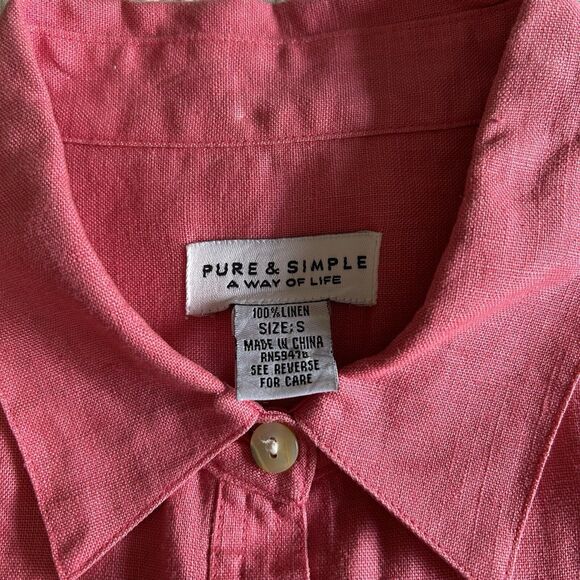 PURE & SIMPLE
A WAY OF LIFE
100% LINEN
SIZE: S
MADE IN CHINA
RN59476
SEE REVERSE
FOR CARE